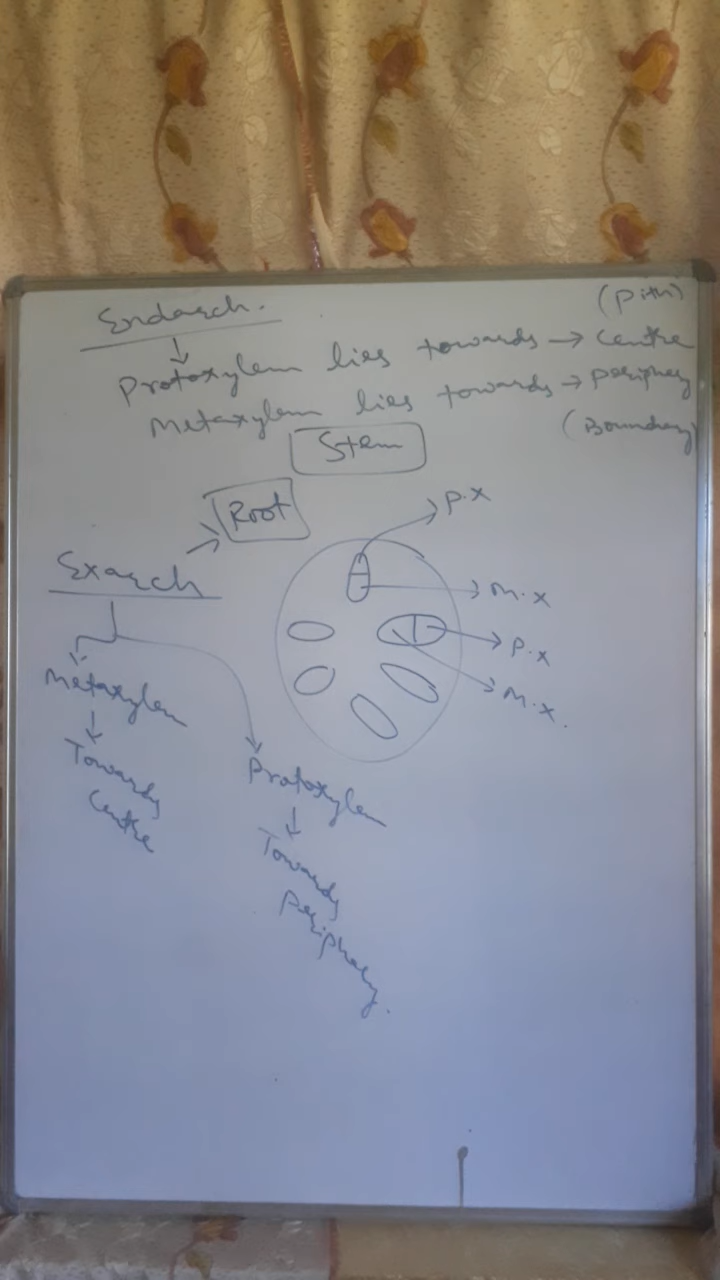 Endarch.
(Pith)
Protoxylem lies towards → Centre
Metaxylem lies towards → periphery
(Boundary)
Stem
Root
P.X
Exarch
M.X
P.X
M.X.
Metaxylem
Towards
Centre
Protoxylem
Towards
periphery.